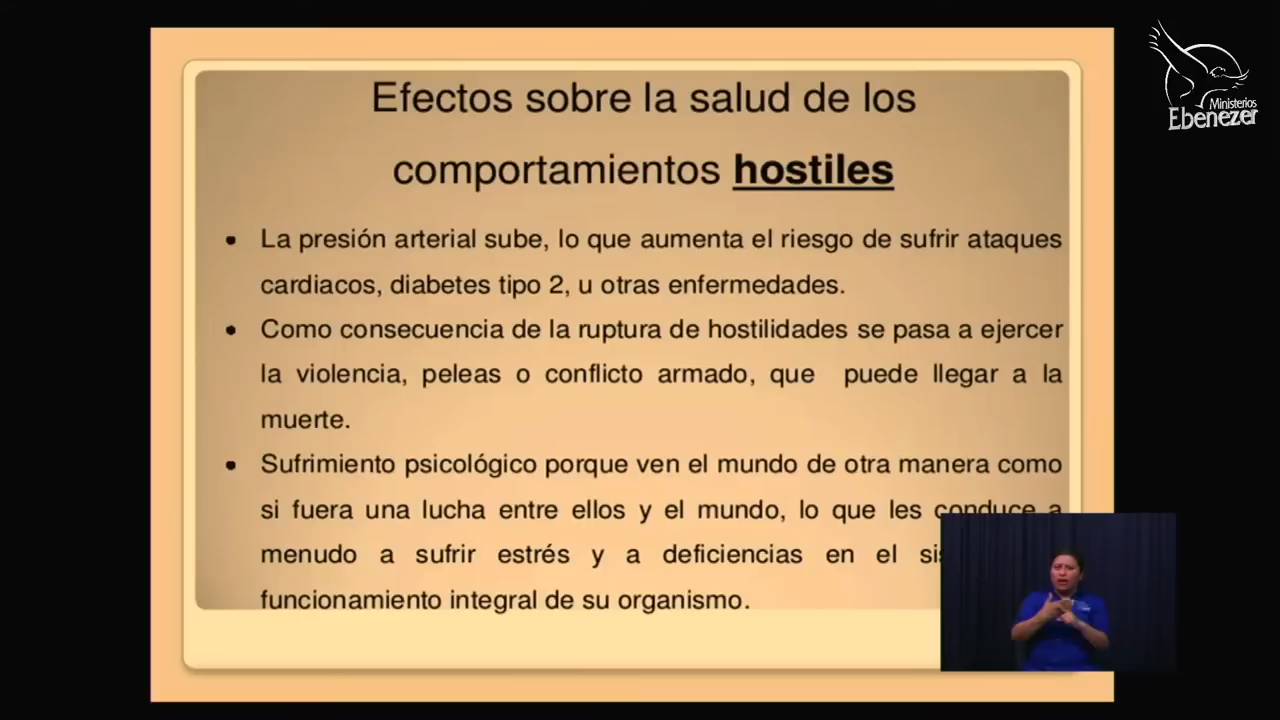 Efectos sobre la salud de los
comportamientos hostiles
• La presión arterial sube, lo que aumenta el riesgo de sufrir ataques
cardiacos, diabetes tipo 2, u otras enfermedades.
• Como consecuencia de la ruptura de hostilidades se pasa a ejercer
la violencia, peleas o conflicto armado, que puede llegar a la
muerte.
• Sufrimiento psicológico porque ven el mundo de otra manera como
si fuera una lucha entre ellos y el mundo, lo que les conduce a
menudo a sufrir estrés y a deficiencias en el
funcionamiento integral de su organismo.
Ministerios
Ebenezer